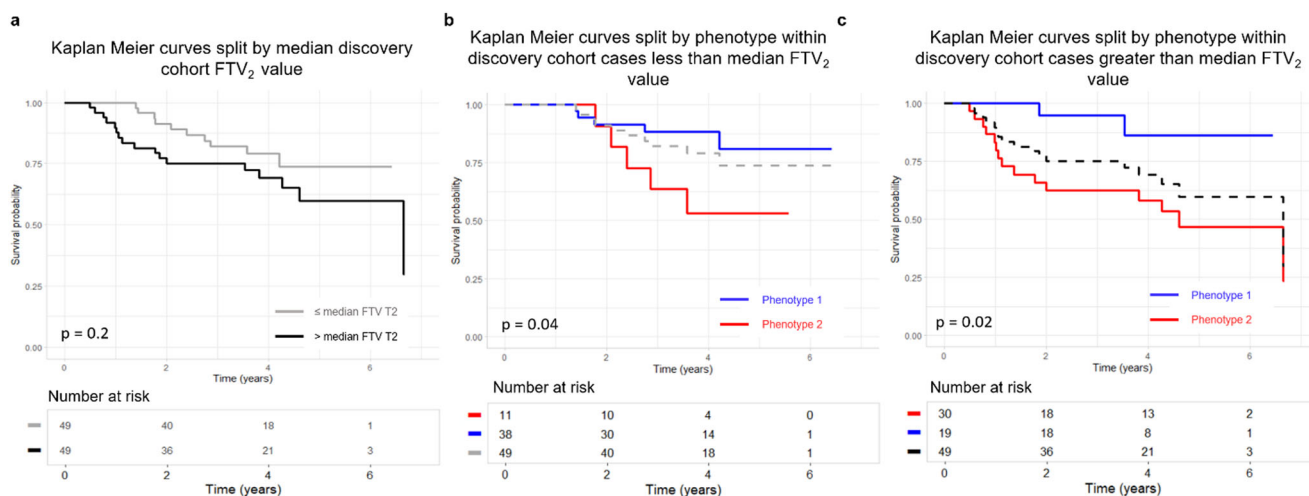 a
Kaplan Meier curves split by median discovery
cohort FTV2 value
Survival probability
1.00
0.75
0.50
0.25
0.00
0 2 4 6
Time (years)
≤ median FTV T2
> median FTV T2
p = 0.2
Number at risk
49 40 18 1
49 36 21 3
0 2 4 6
Time (years)
b
Kaplan Meier curves split by phenotype within
discovery cohort cases less than median FTV2
value
Survival probability
1.00
0.75
0.50
0.25
0.00
0 2 4 6
Time (years)
Phenotype 1
Phenotype 2
p = 0.04
Number at risk
11 10 4 0
38 30 14 1
49 40 18 1
0 2 4 6
Time (years)
c
Kaplan Meier curves split by phenotype within
discovery cohort cases greater than median FTV2
value
Survival probability
1.00
0.75
0.50
0.25
0.00
0 2 4 6
Time (years)
Phenotype 1
Phenotype 2
p = 0.02
Number at risk
30 18 13 2
19 18 8 1
49 36 21 3
0 2 4 6
Time (years)